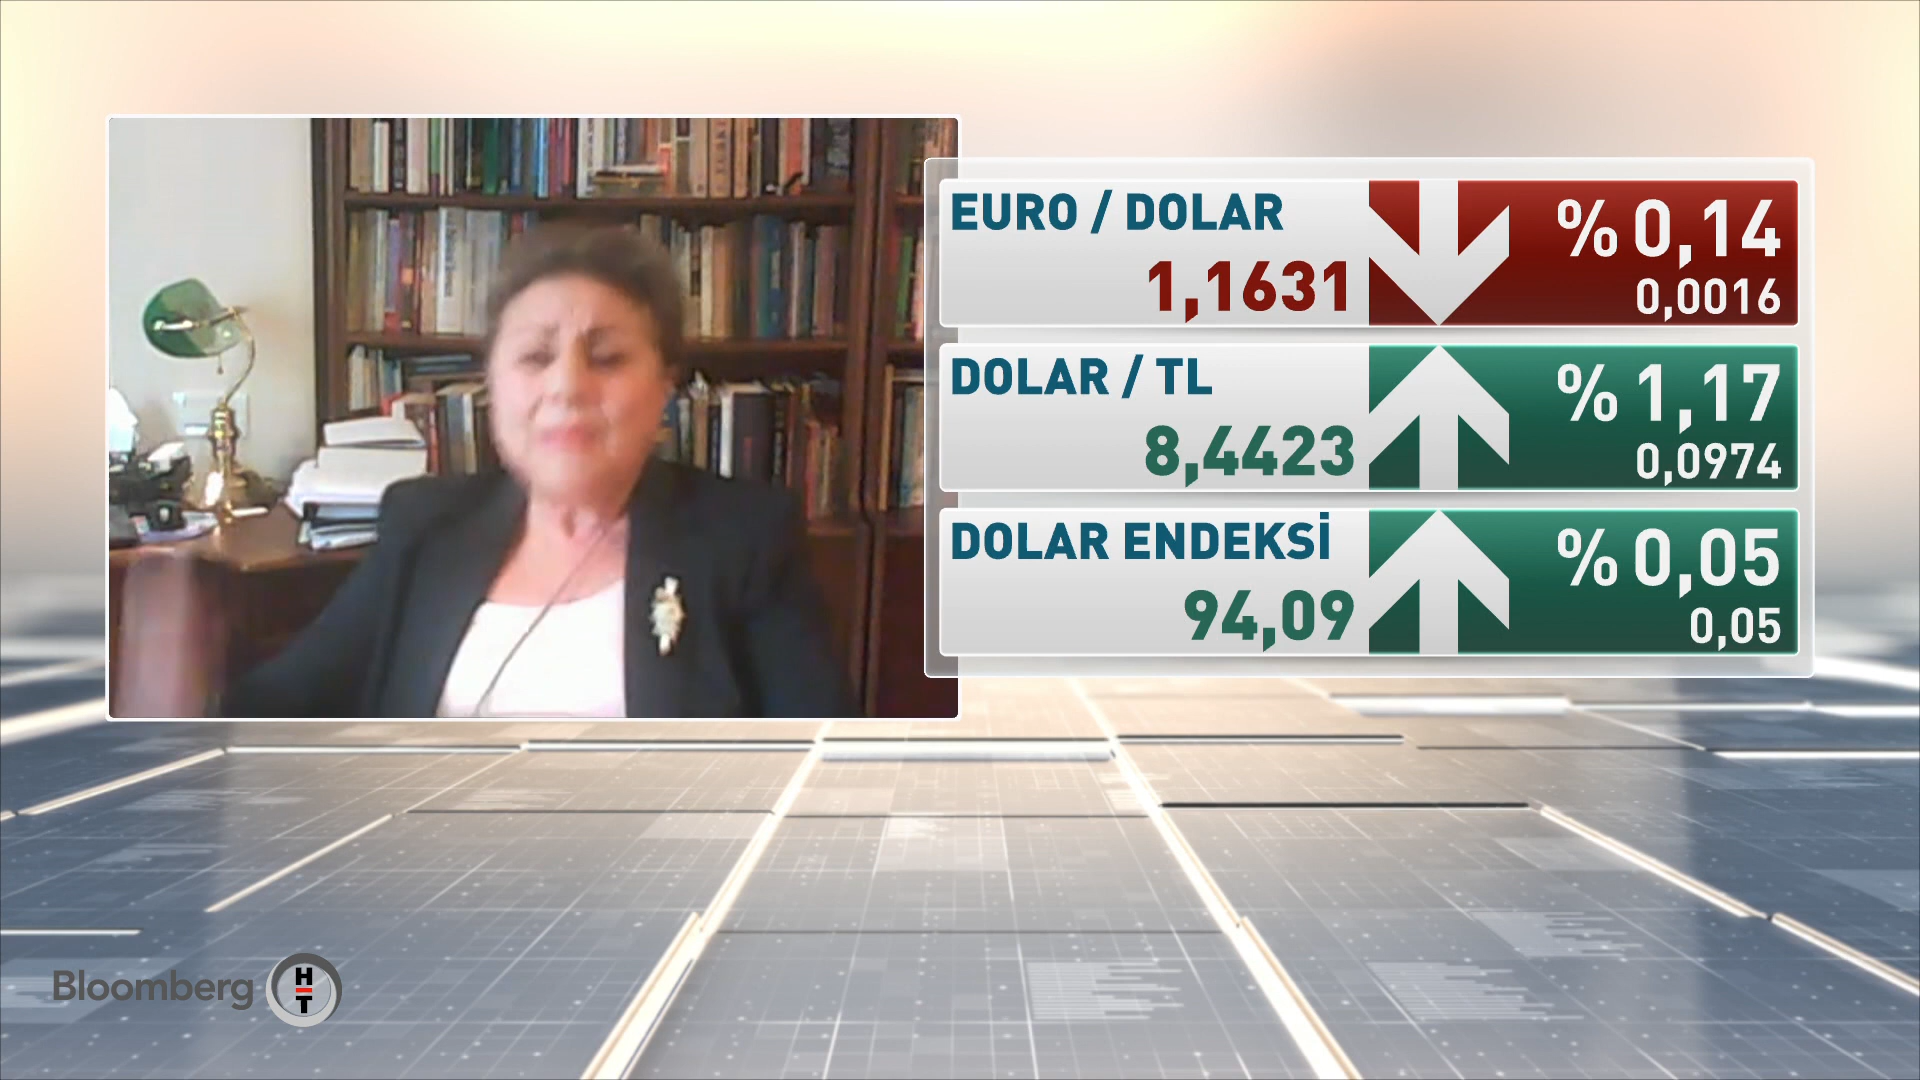 EURO / DOLAR
1,1631
% 0,14
0,0016
DOLAR / TL
8,4423
% 1,17
0,0974
DOLAR ENDEKSİ
94,09
% 0,05
0,05
Bloomberg HT